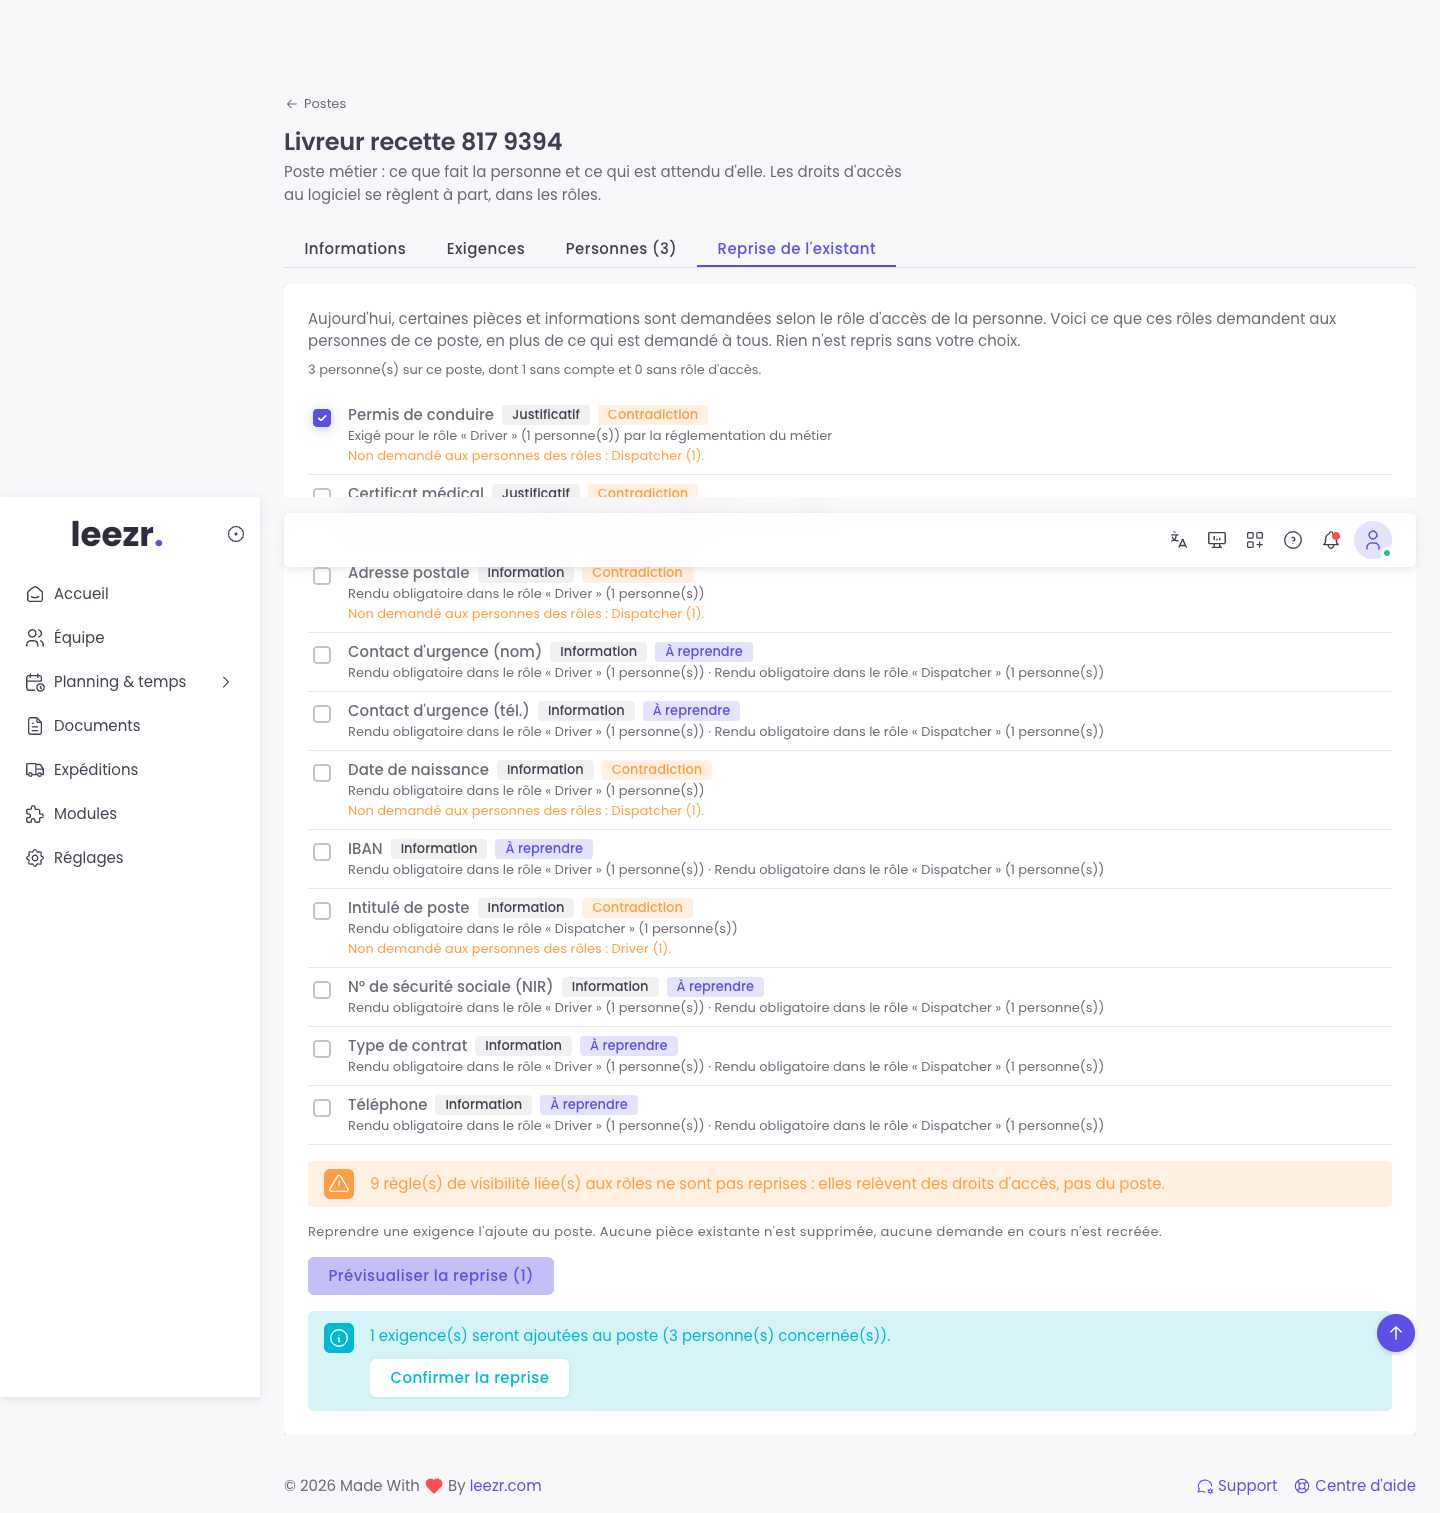 Postes
Livreur recette 817 9394
Poste métier : ce que fait la personne et ce qui est attendu d'elle. Les droits d'accès
au logiciel se règlent à part, dans les rôles.
Informations
Exigences
Personnes (3)
Reprise de l'existant
Aujourd'hui, certaines pièces et informations sont demandées selon le rôle d'accès de la personne. Voici ce que ces rôles demandent aux
personnes de ce poste, en plus de ce qui est demandé à tous. Rien n'est repris sans votre choix.
3 personne(s) sur ce poste, dont 1 sans compte et 0 sans rôle d'accès.
Permis de conduire Justificatif Contradiction
Exigé pour le rôle « Driver » (1 personne(s)) par la réglementation du métier
Non demandé aux personnes des rôles : Dispatcher (1).
Certificat médical Justificatif Contradiction
leezr.
Accueil
Équipe
Planning & temps
Documents
Expéditions
Modules
Réglages
Adresse postale Information Contradiction
Rendu obligatoire dans le rôle « Driver » (1 personne(s))
Non demandé aux personnes des rôles : Dispatcher (1).
Contact d'urgence (nom) Information À reprendre
Rendu obligatoire dans le rôle « Driver » (1 personne(s)) · Rendu obligatoire dans le rôle « Dispatcher » (1 personne(s))
Contact d'urgence (tél.) Information À reprendre
Rendu obligatoire dans le rôle « Driver » (1 personne(s)) · Rendu obligatoire dans le rôle « Dispatcher » (1 personne(s))
Date de naissance Information Contradiction
Rendu obligatoire dans le rôle « Driver » (1 personne(s))
Non demandé aux personnes des rôles : Dispatcher (1).
IBAN Information À reprendre
Rendu obligatoire dans le rôle « Driver » (1 personne(s)) · Rendu obligatoire dans le rôle « Dispatcher » (1 personne(s))
Intitulé de poste Information Contradiction
Rendu obligatoire dans le rôle « Dispatcher » (1 personne(s))
Non demandé aux personnes des rôles : Driver (1).
N° de sécurité sociale (NIR) Information À reprendre
Rendu obligatoire dans le rôle « Driver » (1 personne(s)) · Rendu obligatoire dans le rôle « Dispatcher » (1 personne(s))
Type de contrat Information À reprendre
Rendu obligatoire dans le rôle « Driver » (1 personne(s)) · Rendu obligatoire dans le rôle « Dispatcher » (1 personne(s))
Téléphone Information À reprendre
Rendu obligatoire dans le rôle « Driver » (1 personne(s)) · Rendu obligatoire dans le rôle « Dispatcher » (1 personne(s))
9 règle(s) de visibilité liée(s) aux rôles ne sont pas reprises : elles relèvent des droits d'accès, pas du poste.
Reprendre une exigence l'ajoute au poste. Aucune pièce existante n'est supprimée, aucune demande en cours n'est recréée.
Prévisualiser la reprise (1)
1 exigence(s) seront ajoutées au poste (3 personne(s) concernée(s)).
Confirmer la reprise
© 2026 Made With By leezr.com
Support
Centre d'aide